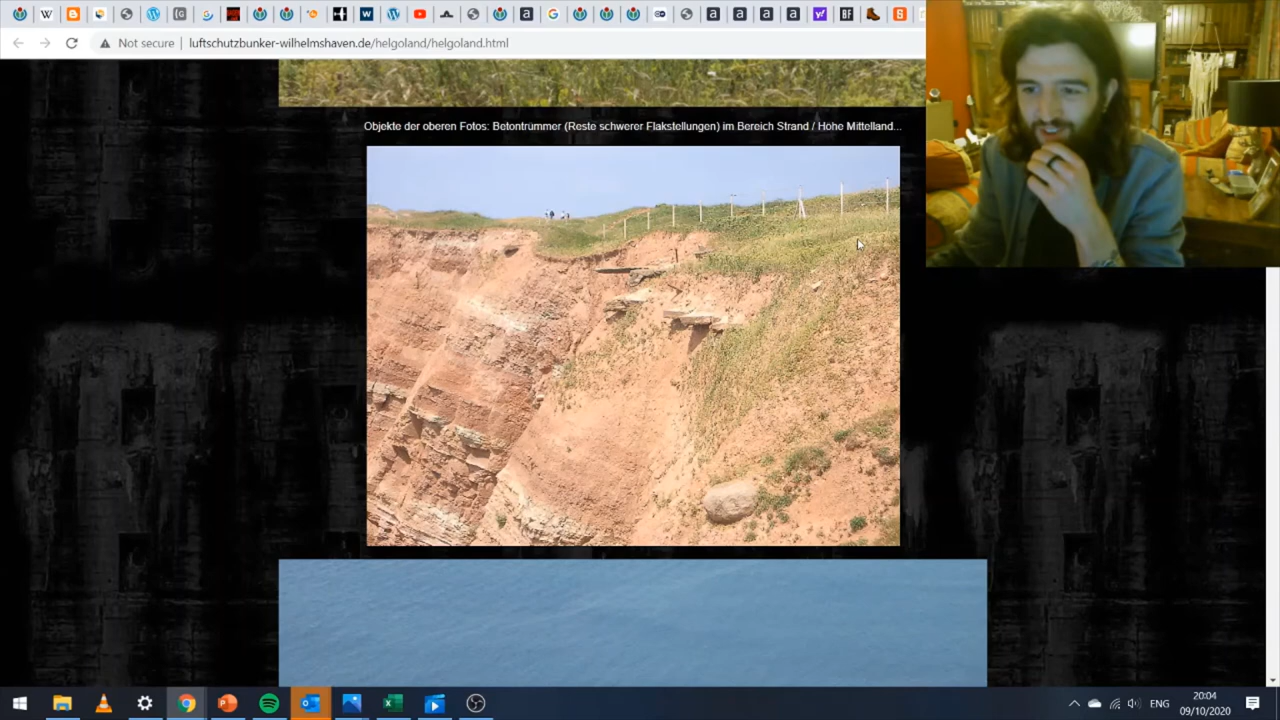 Not secure
luftschutzbunker-wilhelmshaven.de/helgoland/helgoland.html
Objekte der oberen Fotos: Betontrümmer (Reste schwerer Flakstellungen) im Bereich Strand / Höhe Mittelland...
ENG
20:04
09/10/2020